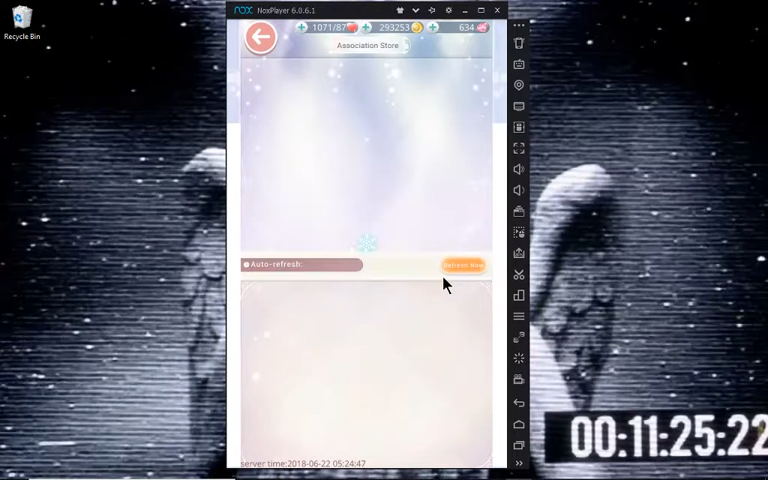 nox NoxPlayer 6.0.6.1
1071/87
293253
634
Association Store
Auto-refresh:
Refresh Now
server time:2018-06-22 05:24:47
Recycle Bin
00:11:25:22